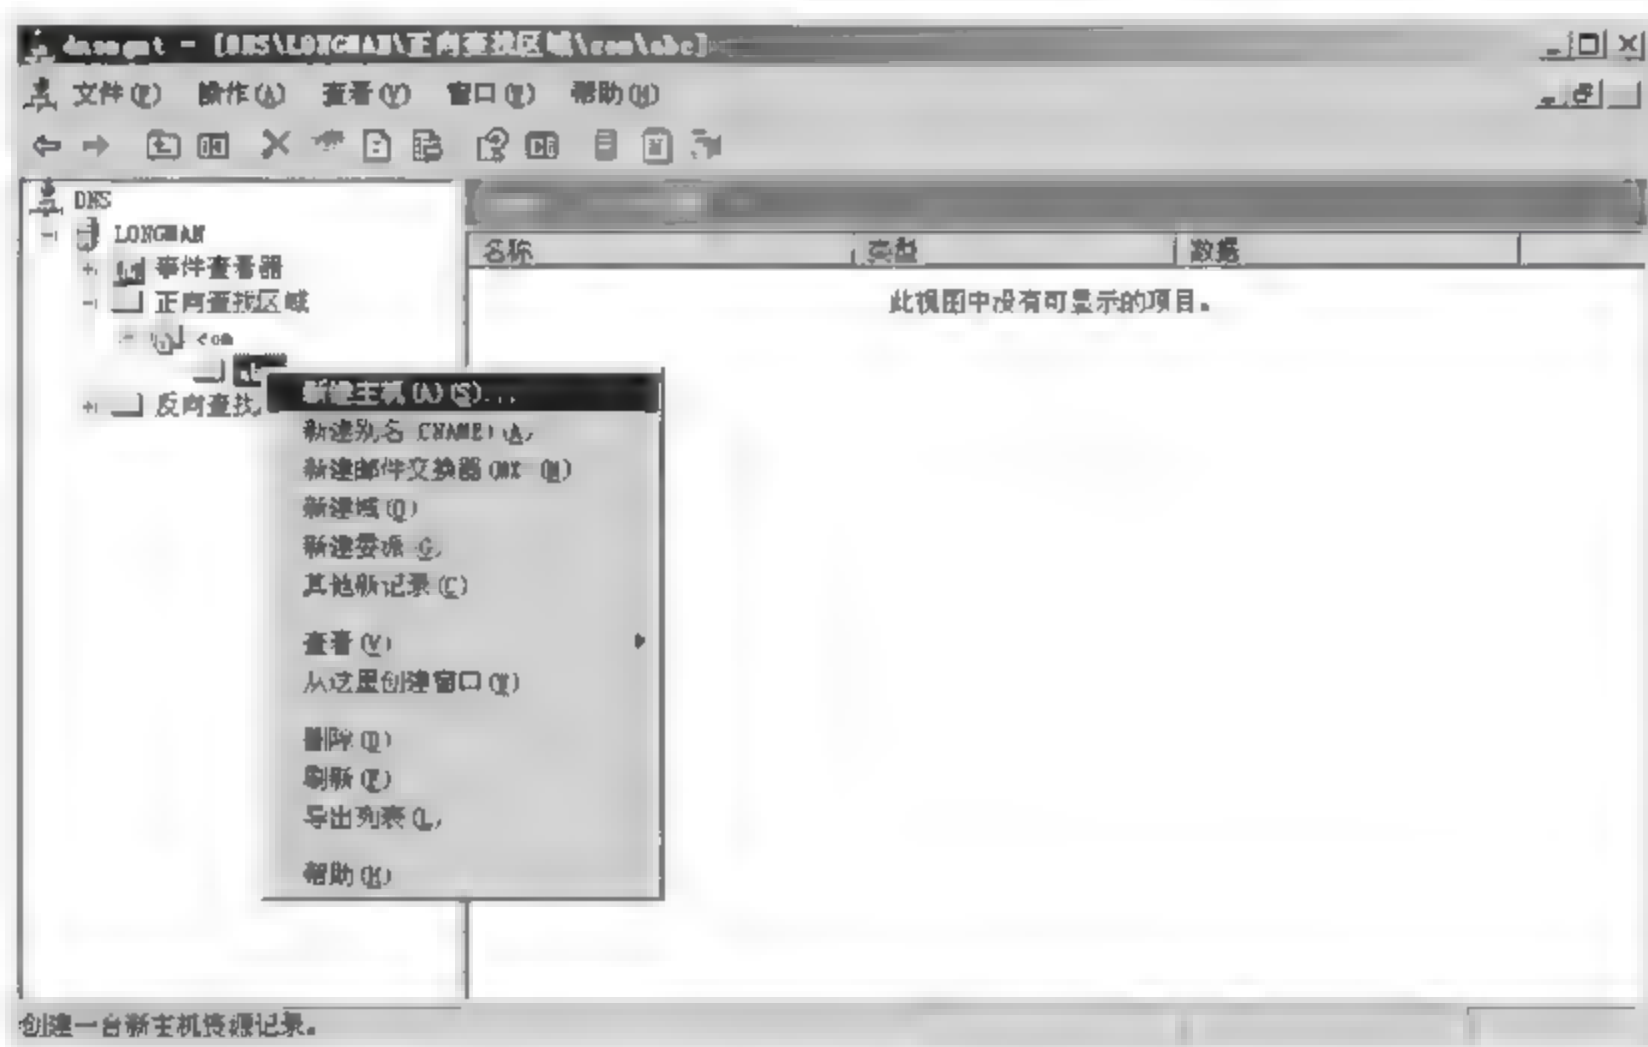 dnsmgmt - [DNS\LONGMAN\正向查找区域\com\abc]
文件(F) 操作(A) 查看(V) 窗口(W) 帮助(H)
DNS
LONGMAN
事件查看器
正向查找区域
com
反向查找
名称 类型 数据
此视图中没有可显示的项目。
新建主机(A)(S)...
新建别名(CNAME)(A)
新建邮件交换器(MX)(M)
新建域(O)
新建委派(G)
其他新记录(C)
查看(V)
从这里创建窗口(W)
删除(D)
刷新(F)
导出列表(L)
帮助(H)
创建一台新主机资源记录。